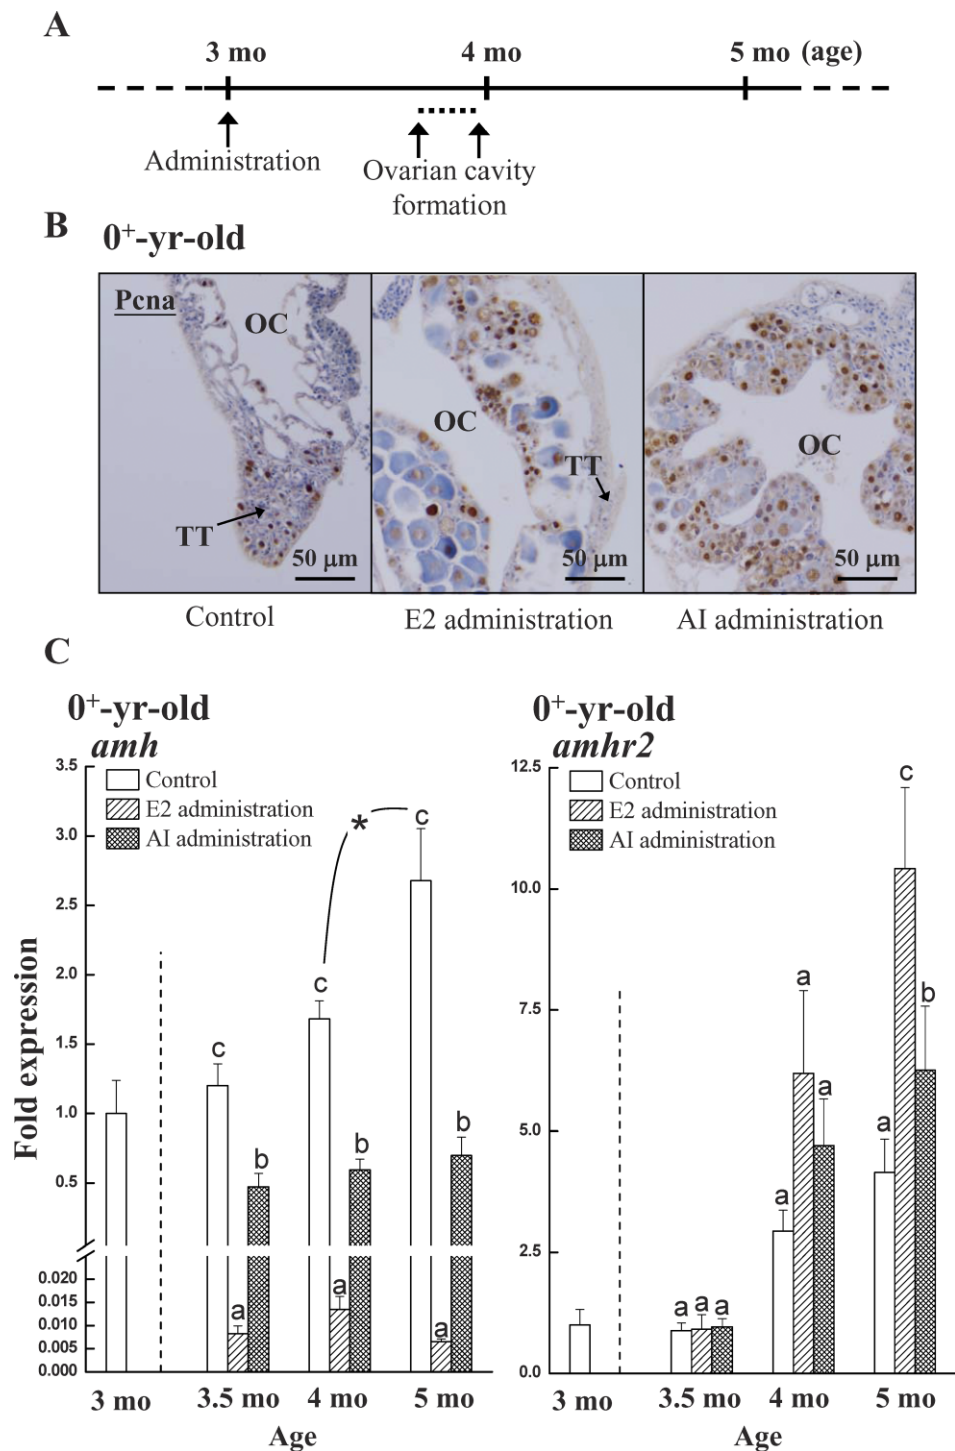 A
3 mo 4 mo 5 mo (age)
Administration
Ovarian cavity
formation
B
0+-yr-old
Pcna
OC
TT
50 μm
OC
TT
50 μm
OC
50 μm
Control E2 administration AI administration
C
0+-yr-old
amh
Control
E2 administration
AI administration
Fold expression
3.5
3.0
2.5
2.0
1.5
1.0
0.5
0.020
0.015
0.010
0.005
0.000
c
a
b
c
a
b
*
c
a
b
3 mo 3.5 mo 4 mo 5 mo
Age
0+-yr-old
amhr2
Control
E2 administration
AI administration
12.5
10.0
7.5
5.0
2.5
0.0
a a a
a
a
a
a
c
b
3 mo 3.5 mo 4 mo 5 mo
Age